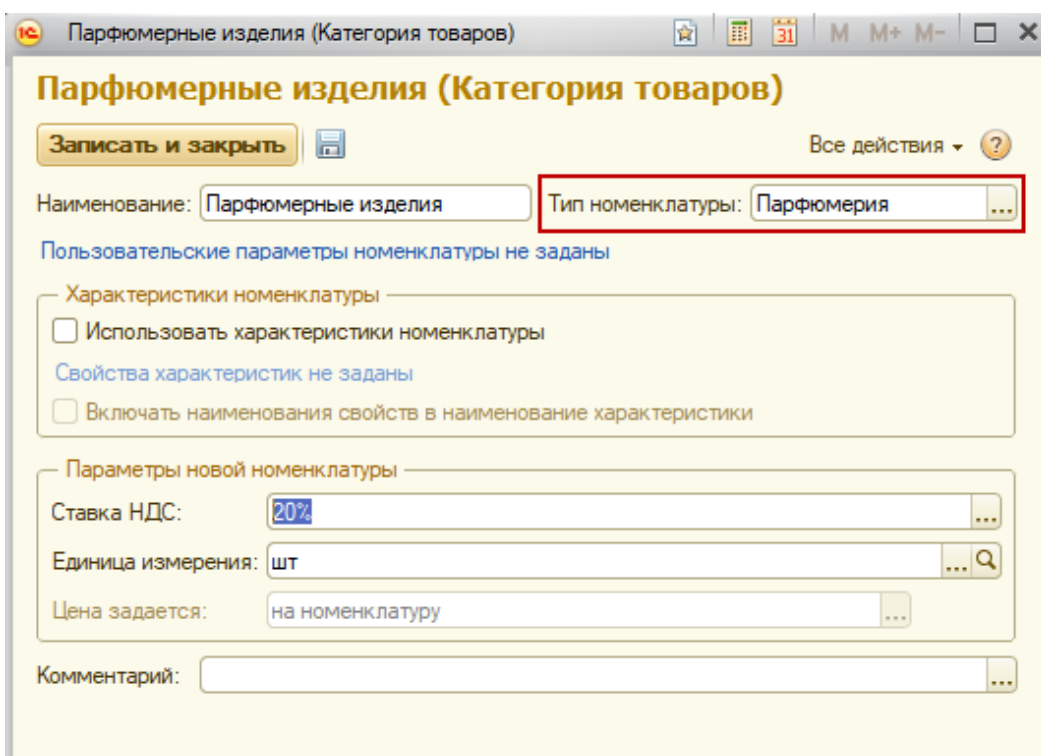 1С Парфюмерные изделия (Категория товаров) 31 M M+ M-
Парфюмерные изделия (Категория товаров)
Записать и закрыть Все действия ?
Наименование: Парфюмерные изделия Тип номенклатуры: Парфюмерия ...
Пользовательские параметры номенклатуры не заданы
Характеристики номенклатуры
Использовать характеристики номенклатуры
Свойства характеристик не заданы
Включать наименования свойств в наименование характеристики
Параметры новой номенклатуры
Ставка НДС: 20% ...
Единица измерения: шт ...
Цена задается: на номенклатуру ...
Комментарий: ...